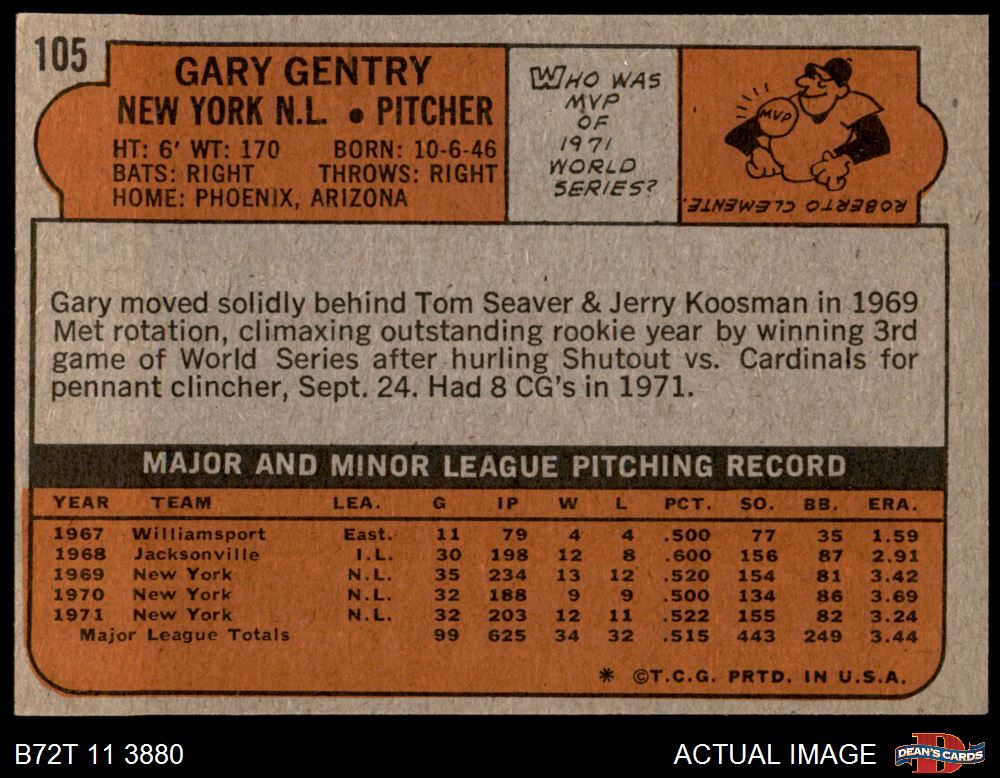 105
GARY GENTRY
NEW YORK N.L. • PITCHER
HT: 6' WT: 170 BORN: 10-6-46
BATS: RIGHT THROWS: RIGHT
HOME: PHOENIX, ARIZONA
WHO WAS
MVP
OF
1971
WORLD
SERIES?
MVP
ROBERTO CLEMENTE.
Gary moved solidly behind Tom Seaver & Jerry Koosman in 1969
Met rotation, climaxing outstanding rookie year by winning 3rd
game of World Series after hurling Shutout vs. Cardinals for
pennant clincher, Sept. 24. Had 8 CG's in 1971.
MAJOR AND MINOR LEAGUE PITCHING RECORD
YEAR TEAM LEA. G IP W L PCT. SO. BB. ERA.
1967 Williamsport East. 11 79 4 4 .500 77 35 1.59
1968 Jacksonville I.L. 30 198 12 8 .600 156 87 2.91
1969 New York N.L. 35 234 13 12 .520 154 81 3.42
1970 New York N.L. 32 188 9 9 .500 134 86 3.69
1971 New York N.L. 32 203 12 11 .522 155 82 3.24
Major League Totals 99 625 34 32 .515 443 249 3.44
* ©T.C.G. PRTD. IN U.S.A.
B72T 11 3880
ACTUAL IMAGE
D
DEAN'S CARDS